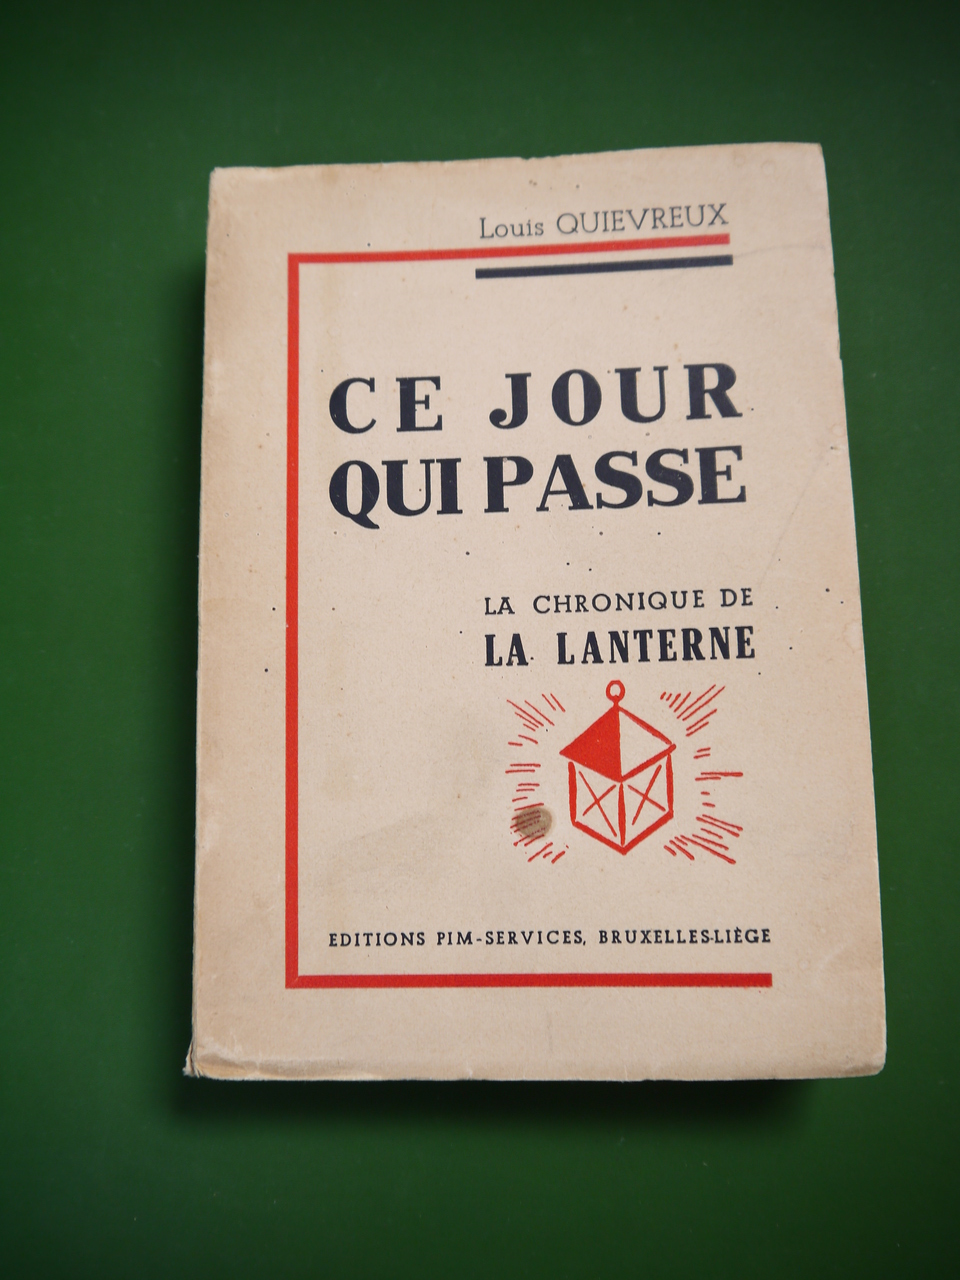 Louis QUIEVREUX
CE JOUR
QUI PASSE
LA CHRONIQUE DE
LA LANTERNE
EDITIONS PIM-SERVICES, BRUXELLES-LIÈGE